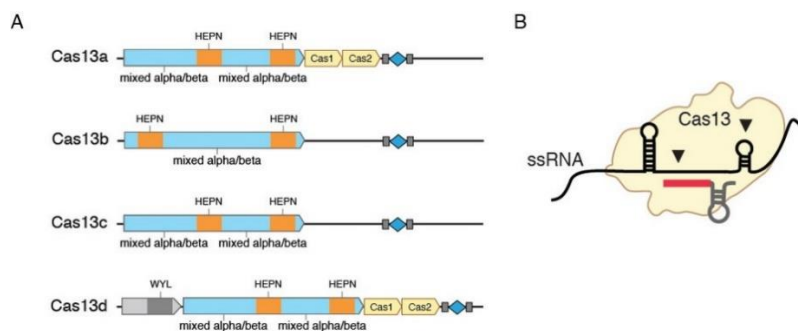 A
HEPN HEPN
Cas13a Cas1 Cas2
mixed alpha/beta mixed alpha/beta
HEPN HEPN
Cas13b
mixed alpha/beta
HEPN HEPN
Cas13c
mixed alpha/beta mixed alpha/beta
WYL HEPN HEPN
Cas13d Cas1 Cas2
mixed alpha/beta mixed alpha/beta
B
Cas13
ssRNA